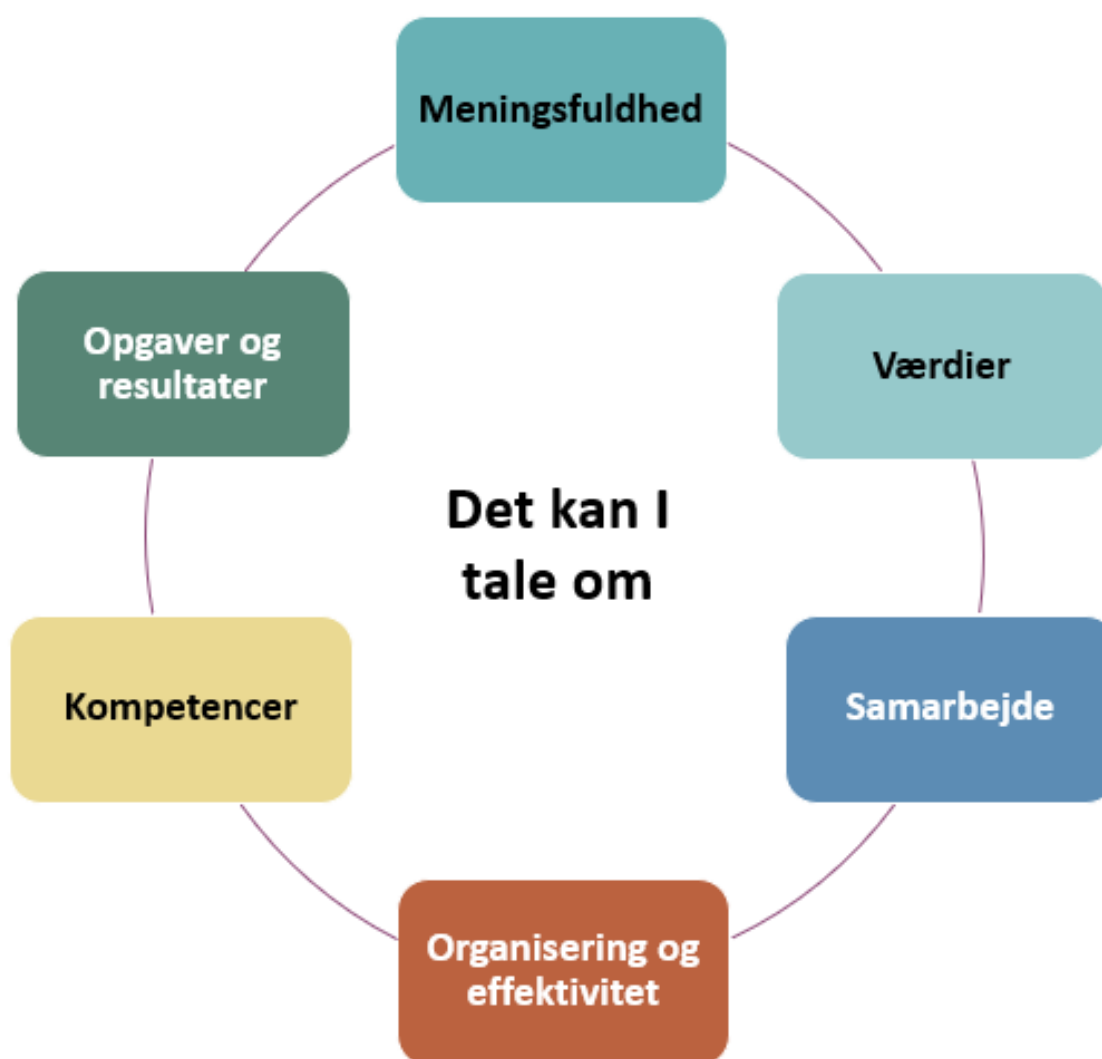 Meningsfuldhed
Værdier
Samarbejde
Organisering og
effektivitet
Kompetencer
Opgaver og
resultater
Det kan I
tale om